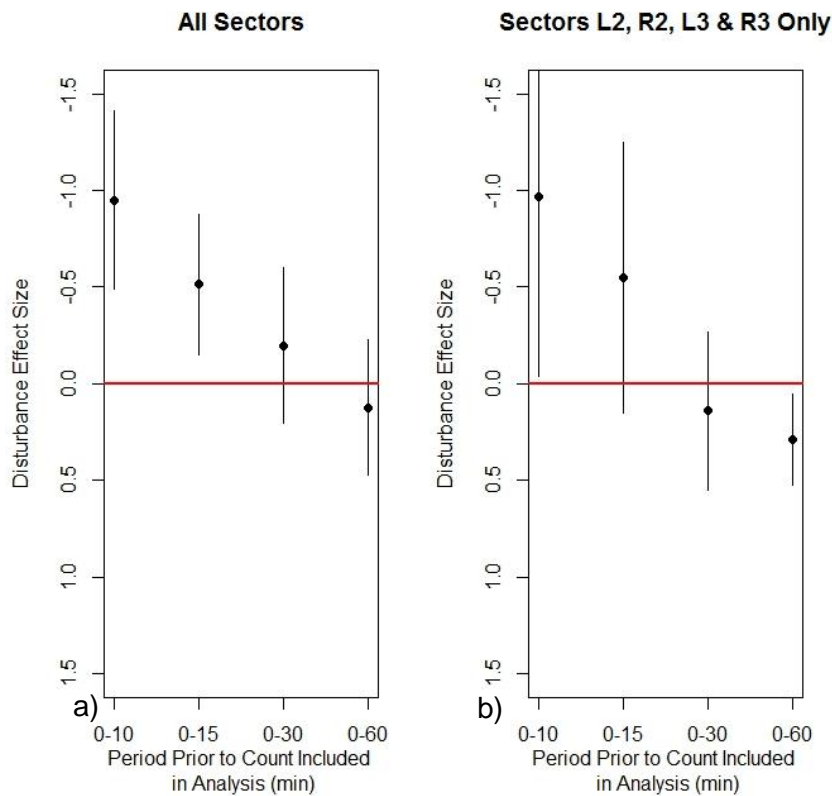 All Sectors
-1.5
-1.0
-0.5
0.0
0.5
1.0
1.5
Disturbance Effect Size
a)
0-10 0-15 0-30 0-60
Period Prior to Count Included
in Analysis (min)
Sectors L2, R2, L3 & R3 Only
-1.5
-1.0
-0.5
0.0
0.5
1.0
1.5
Disturbance Effect Size
b)
0-10 0-15 0-30 0-60
Period Prior to Count Included
in Analysis (min)